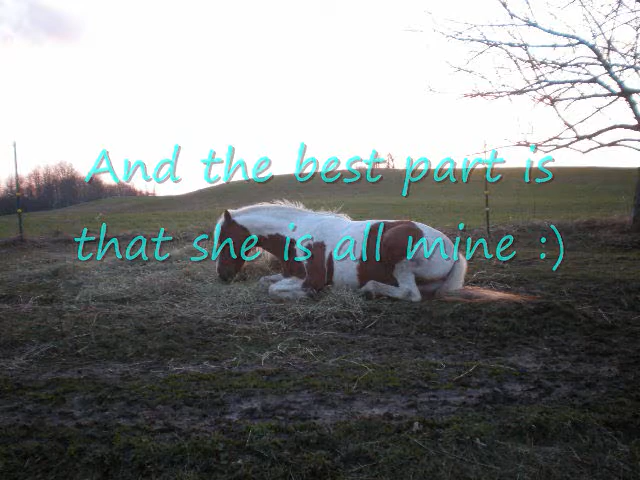 And the best part is
that she is all mine :)